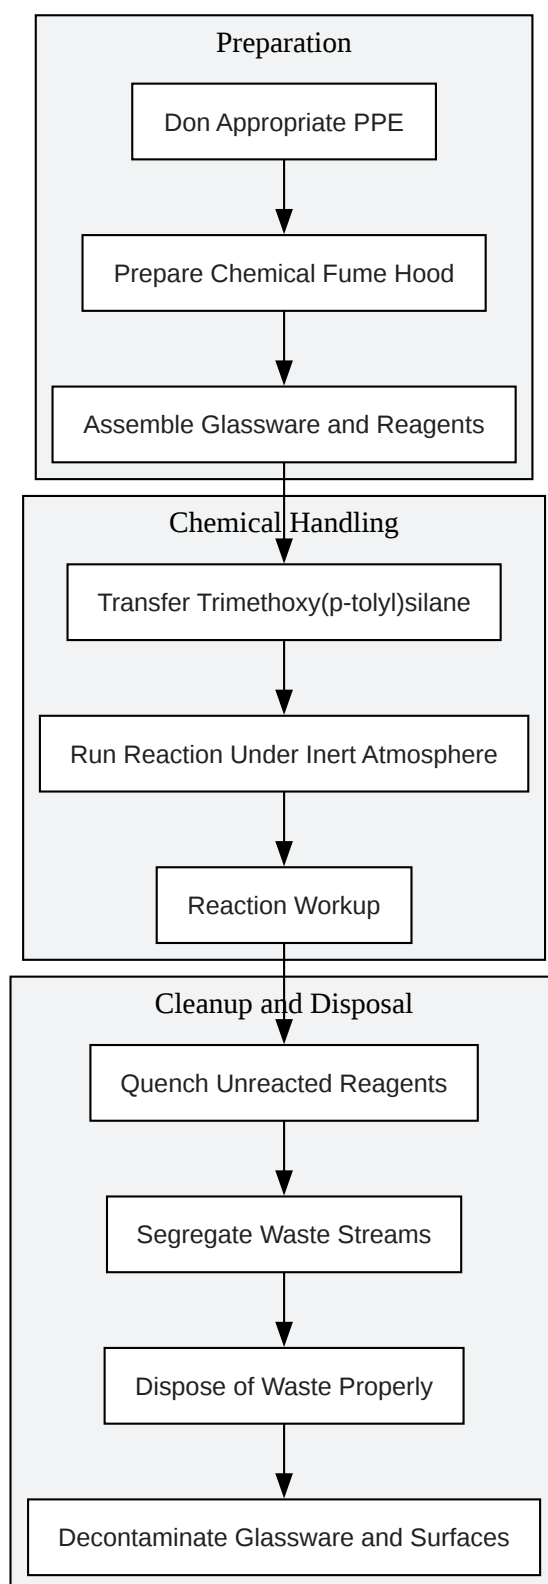 Preparation
Don Appropriate PPE
Prepare Chemical Fume Hood
Assemble Glassware and Reagents
Chemical Handling
Transfer Trimethoxy(p-tolyl)silane
Run Reaction Under Inert Atmosphere
Reaction Workup
Cleanup and Disposal
Quench Unreacted Reagents
Segregate Waste Streams
Dispose of Waste Properly
Decontaminate Glassware and Surfaces